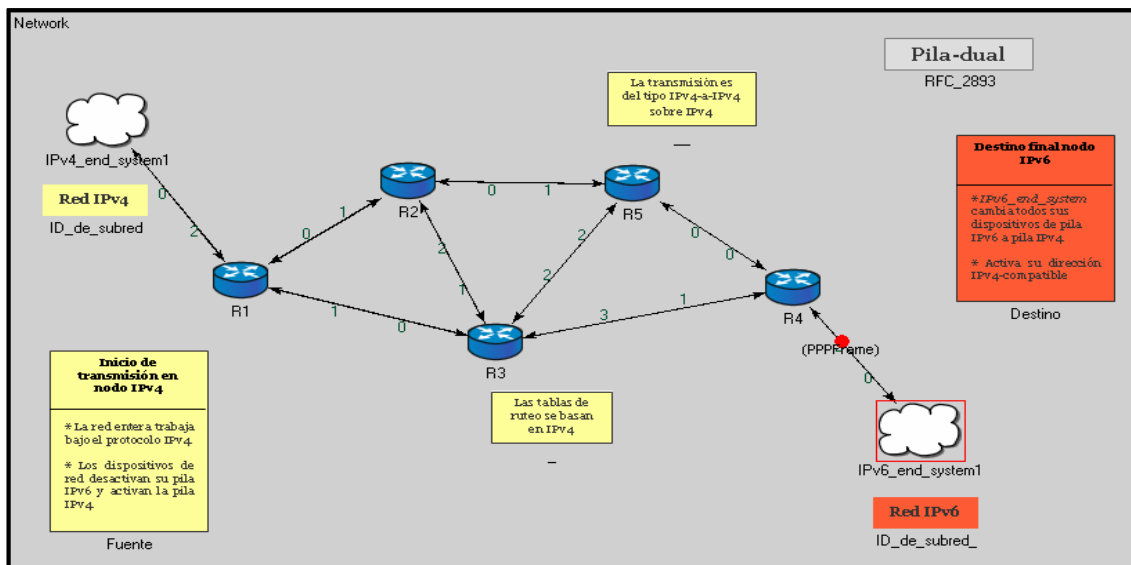 Network
Pila-dual
RFC_2893
La transmisión es
del tipo IPv4-a-IPv4
sobre IPv4
IPv4_end_system1
Red IPv4
ID_de_subred
0
2
R1
0
1
R2
0
1
R5
2
1
2
2
0
0
1
0
R3
3
1
R4
(PPPFrame)
0
IPv6_end_system1
Red IPv6
ID_de_subred_
Destino final nodo
IPv6
*IPv6_end_system
cambia todos sus
dispositivos de pila
IPv6 a pila IPv4
* Activa su dirección
IPv4-compatible
Destino
Inicio de
transmisión en
nodo IPv4
* La red entera trabaja
bajo el protocolo IPv4
* Los dispositivos de
red desactivan su pila
IPv6 y activan la pila
IPv4
Fuente
Las tablas de
ruteo se basan
en IPv4